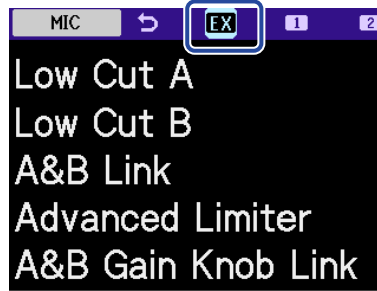 MIC EX 1 2
Low Cut A
Low Cut B
A&B Link
Advanced Limiter
A&B Gain Knob Link